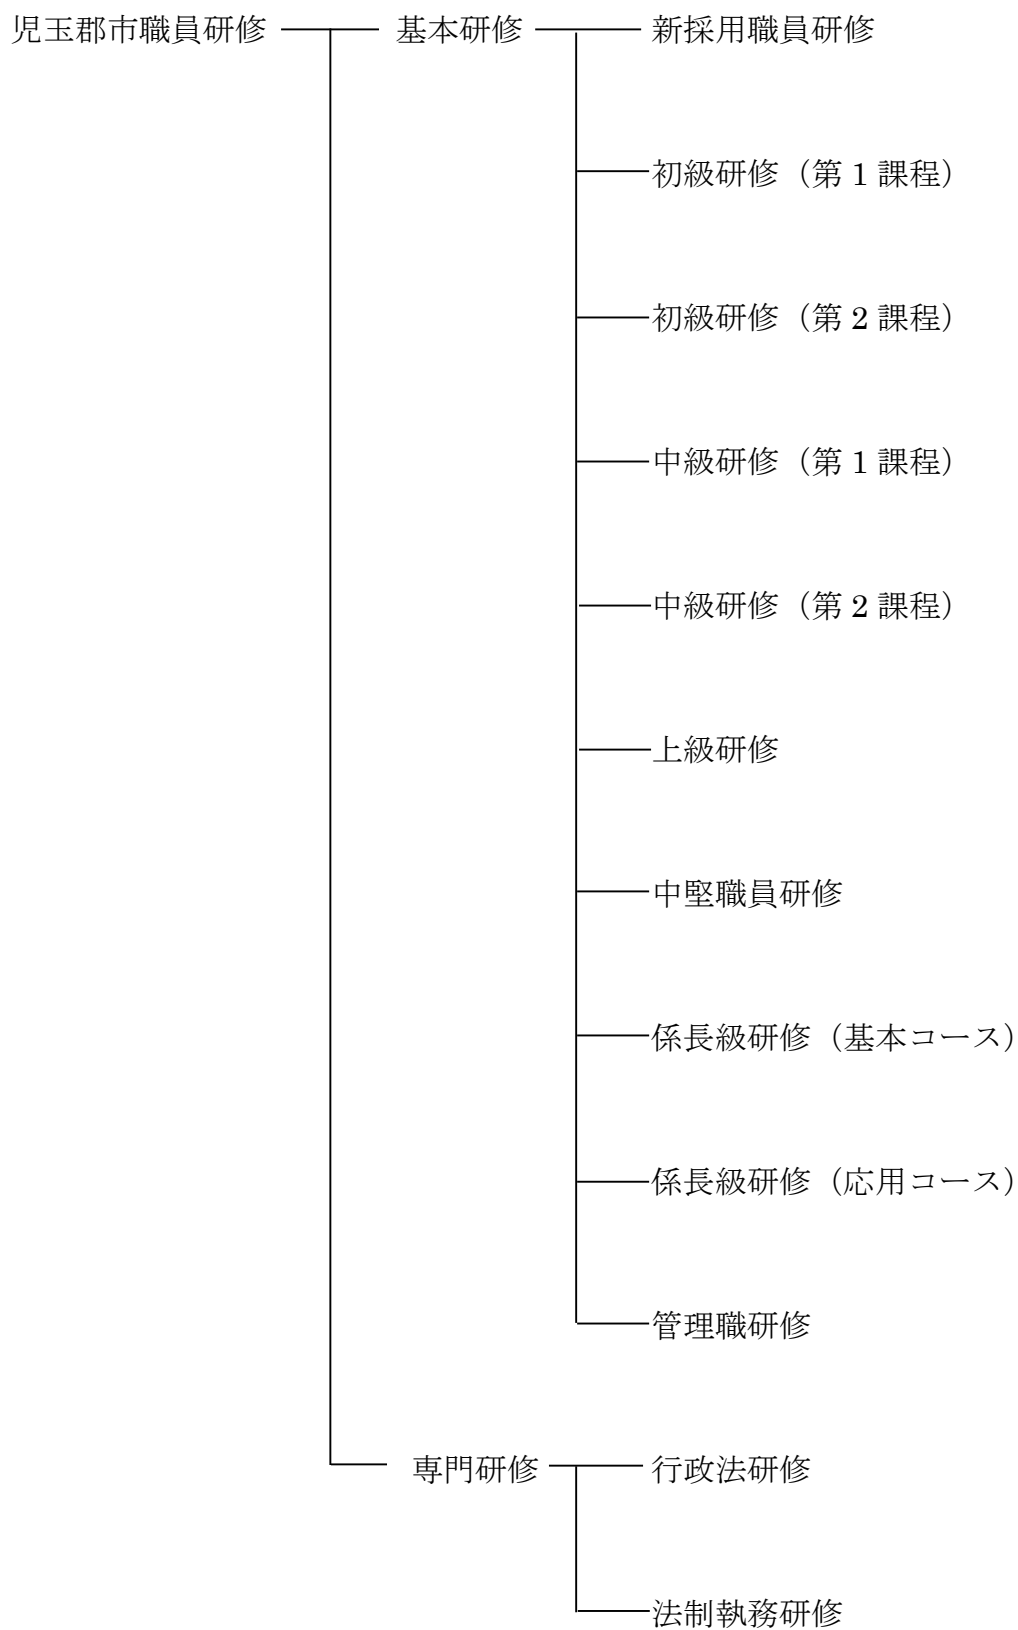 児玉郡市職員研修 基本研修 新採用職員研修
初級研修（第 1 課程）
初級研修（第 2 課程）
中級研修（第 1 課程）
中級研修（第 2 課程）
上級研修
中堅職員研修
係長級研修（基本コース）
係長級研修（応用コース）
管理職研修
専門研修 行政法研修
法制執務研修